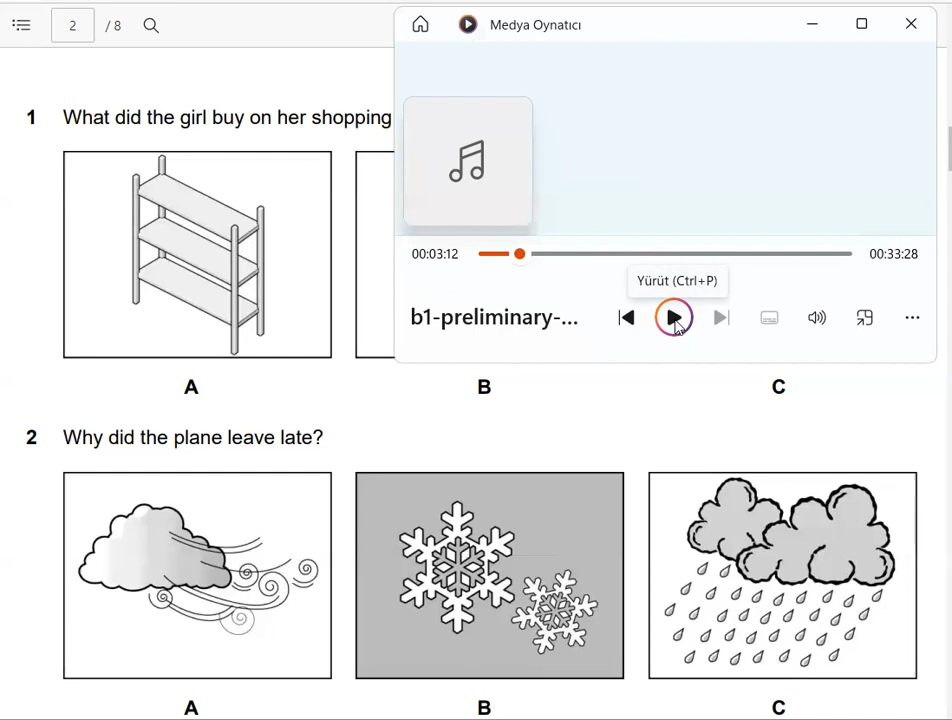 2 / 8
Medya Oynatıcı
1 What did the girl buy on her shopping
00:03:12
00:33:28
Yürüt (Ctrl+P)
b1-preliminary-...
A B C
2 Why did the plane leave late?
A B C